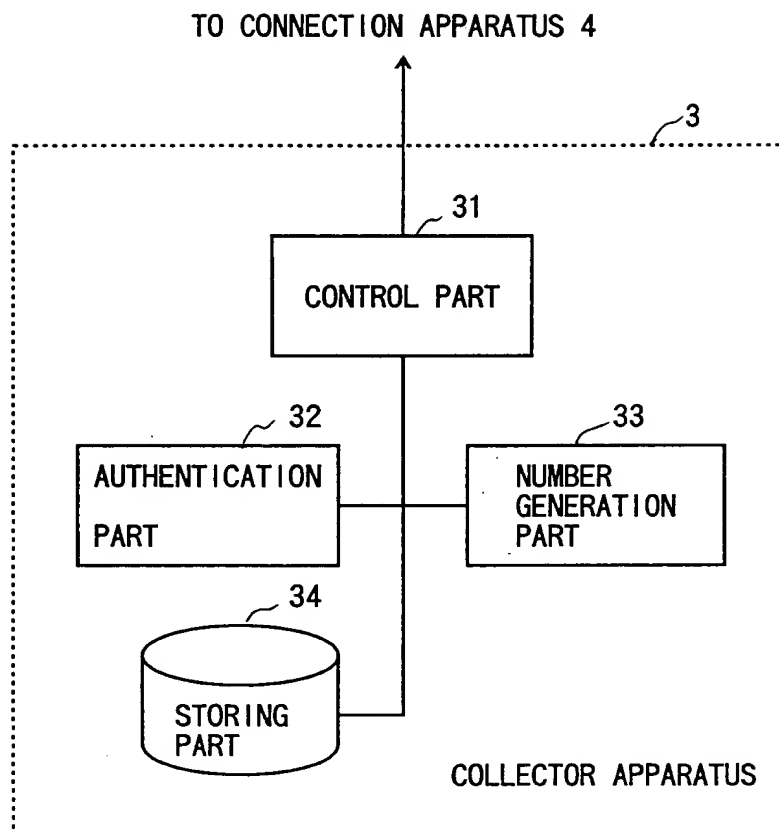 TO CONNECTION APPARATUS 4
3
31
CONTROL PART
32
33
AUTHENTICATION
PART
NUMBER
GENERATION
PART
34
STORING
PART
COLLECTOR APPARATUS